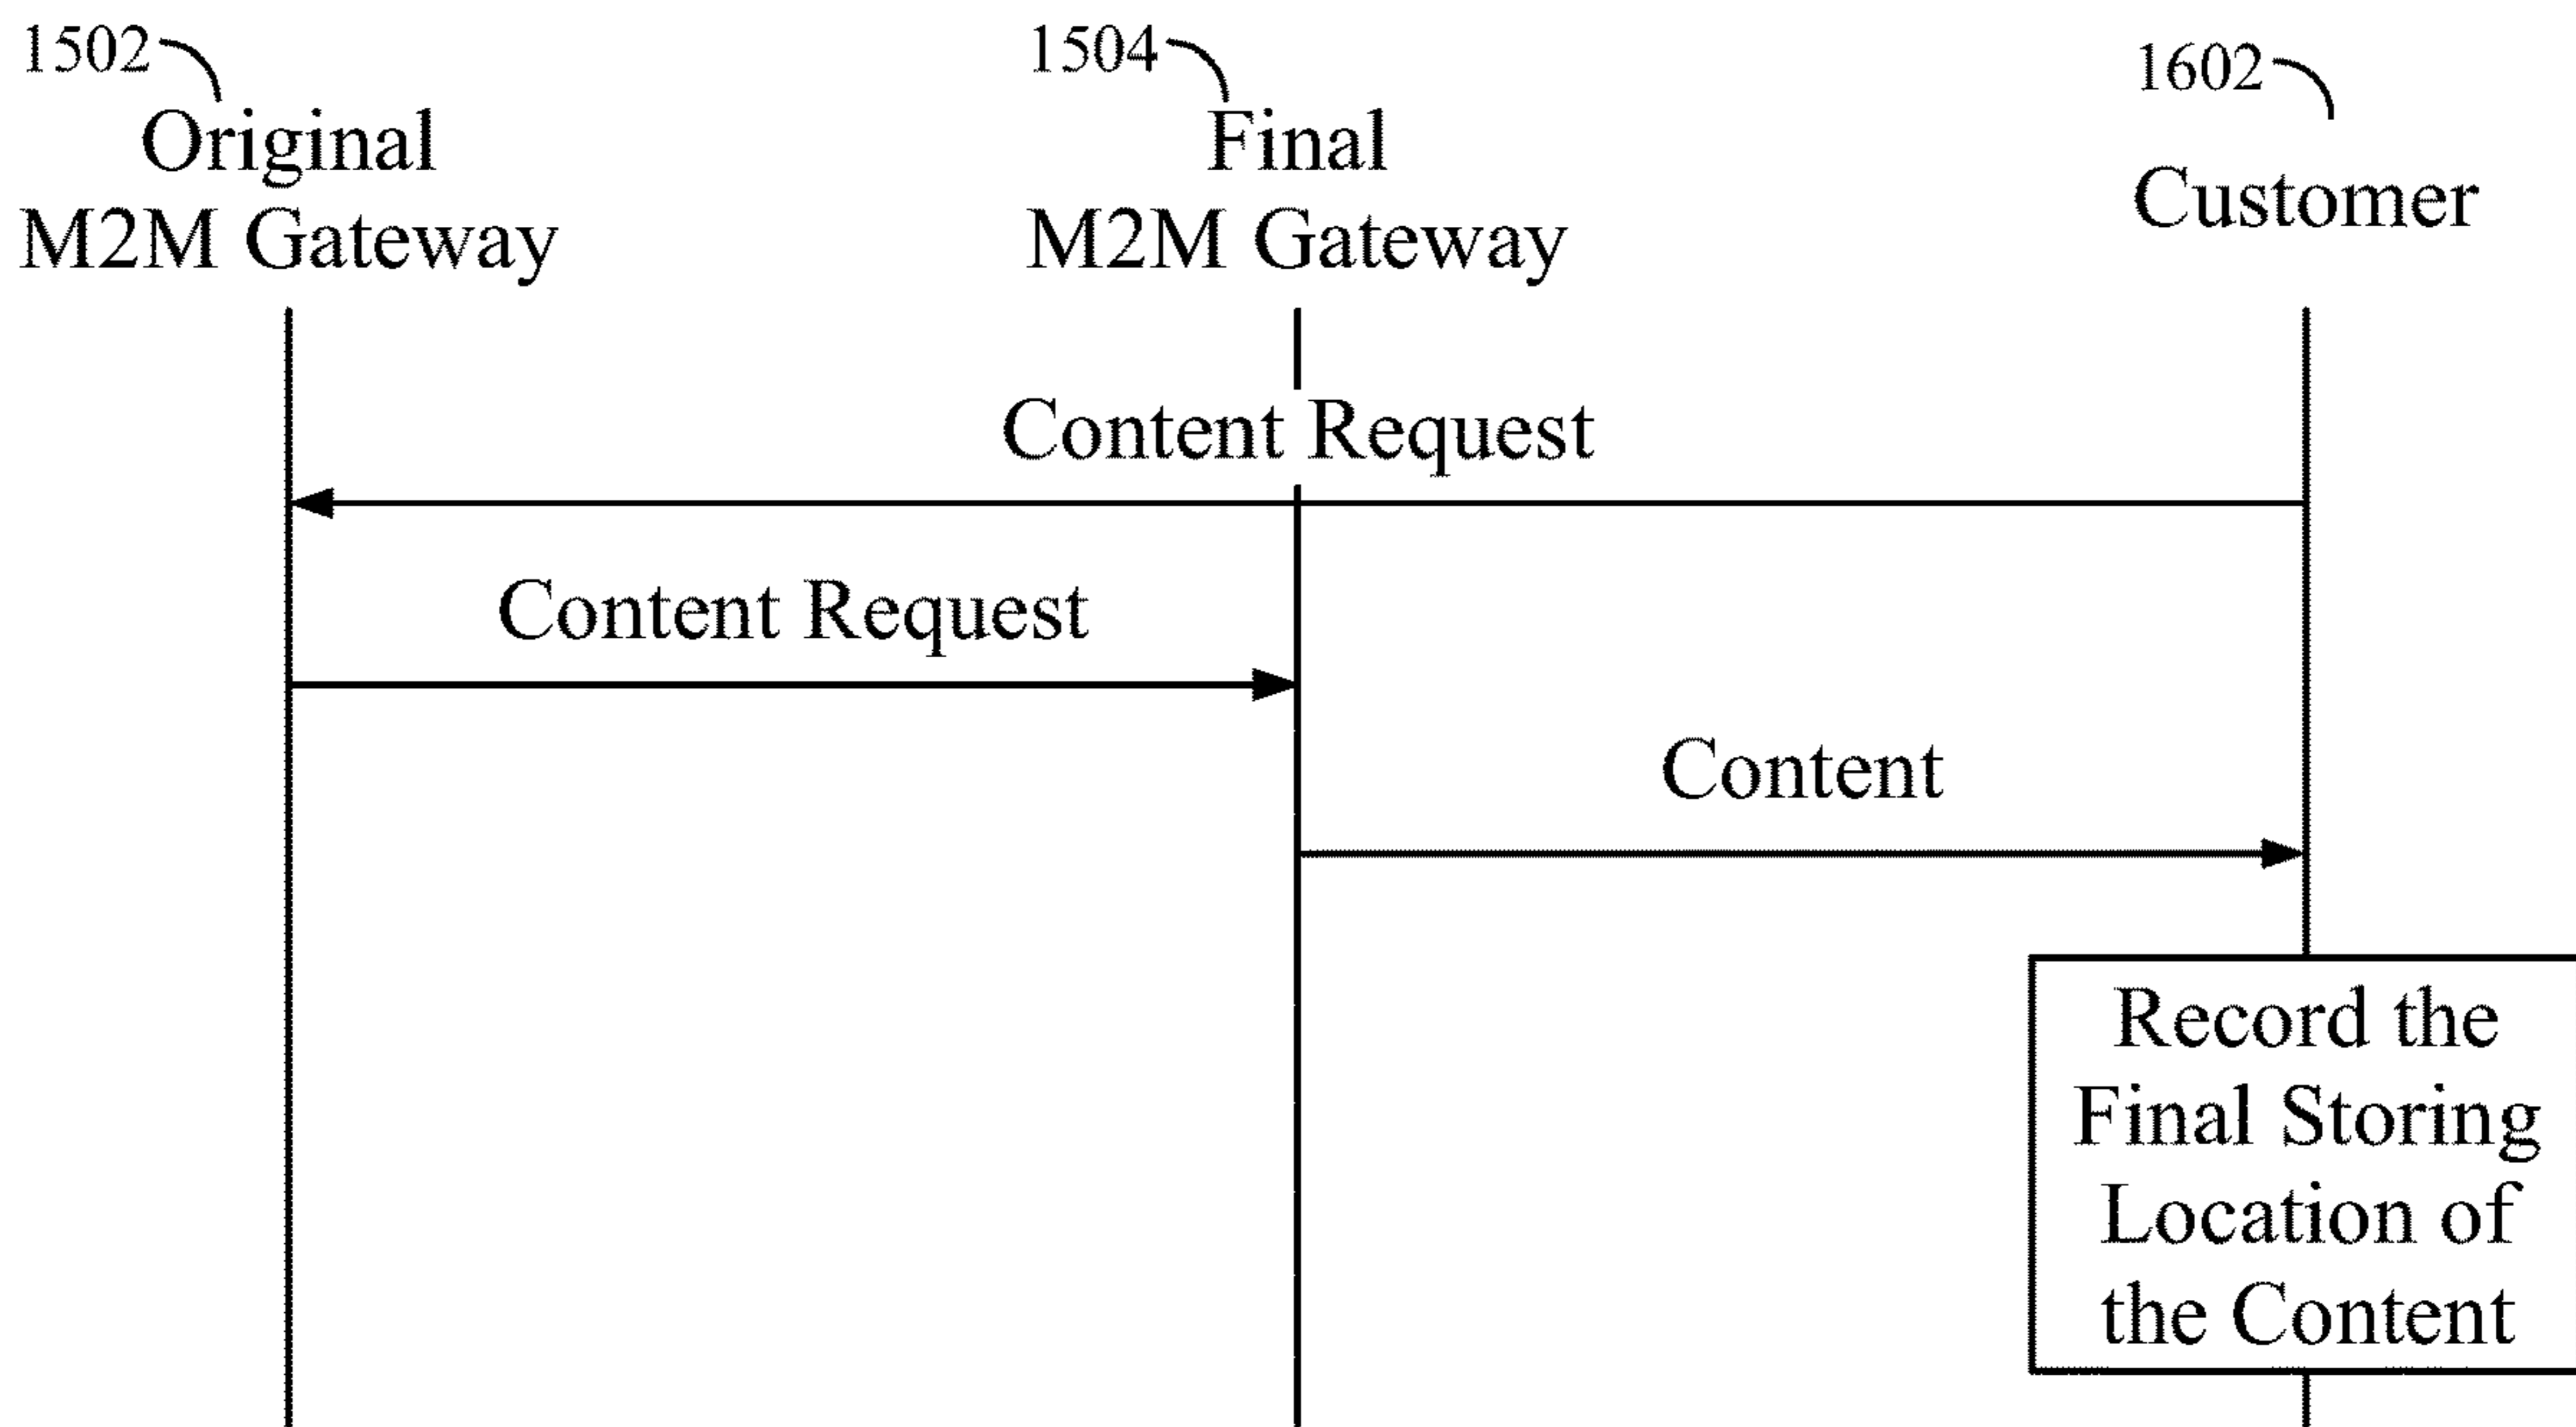 1502
1504
1602
Original
M2M Gateway
Final
M2M Gateway
Customer
Content Request
Content Request
Content
Record the
Final Storing
Location of
the Content